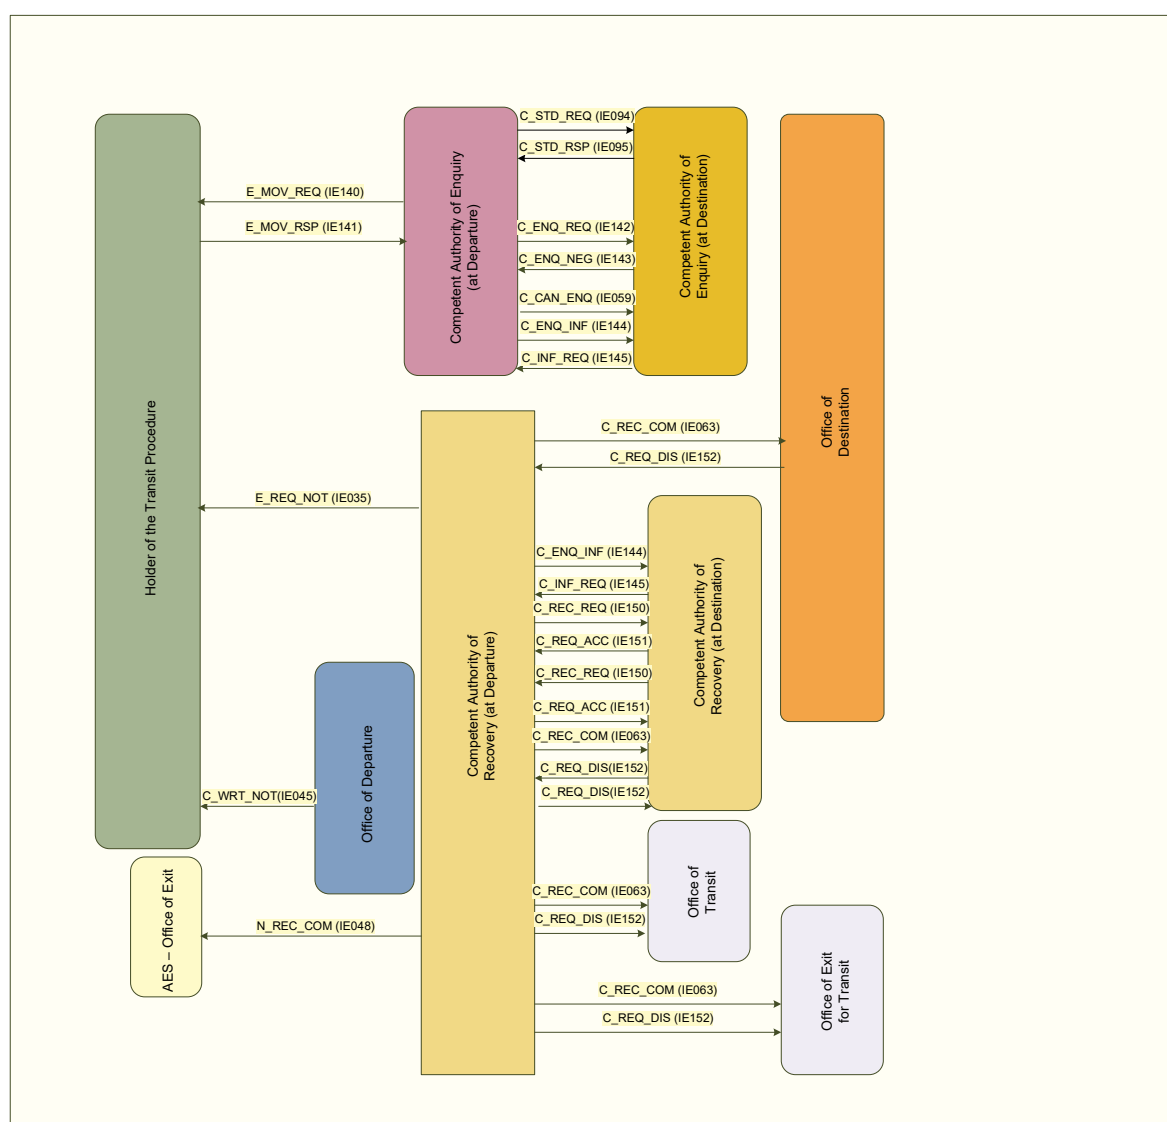 C_STD_REQ (IE094)
C_STD_RSP (IE095)
E_MOV_REQ (IE140)
E_MOV_RSP (IE141)
C_ENQ_REQ (IE142)
C_ENQ_NEG (IE143)
C_CAN_ENQ (IE059)
C_ENQ_INF (IE144)
C_INF_REQ (IE145)
Competent Authority of Enquiry
(at Departure)
Competent Authority of
Enquiry (at Destination)
Holder of the Transit Procedure
Office of
Destination
C_REC_COM (IE063)
C_REQ_DIS (IE152)
E_REQ_NOT (IE035)
C_ENQ_INF (IE144)
C_INF_REQ (IE145)
C_REC_REQ (IE150)
C_REQ_ACC (IE151)
C_REC_REQ (IE150)
C_REQ_ACC (IE151)
C_REC_COM (IE063)
C_REQ_DIS(IE152)
C_REQ_DIS(IE152)
Competent Authority of
Recovery (at Departure)
Competent Authority of
Recovery (at Destination)
Office of Departure
C_WRT_NOT(IE045)
AES – Office of Exit
N_REC_COM (IE048)
C_REC_COM (IE063)
C_REQ_DIS (IE152)
Office of
Transit
C_REC_COM (IE063)
C_REQ_DIS (IE152)
Office of Exit
for Transit